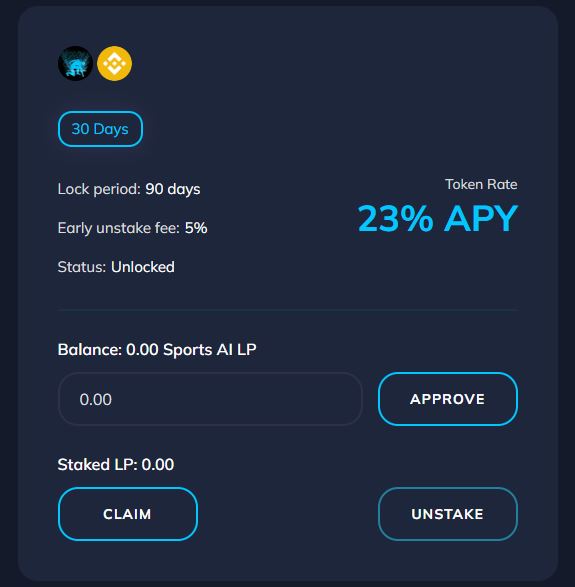 30 Days
Lock period: 90 days
Token Rate
23% APY
Early unstake fee: 5%
Status: Unlocked
Balance: 0.00 Sports AI LP
0.00
APPROVE
Staked LP: 0.00
CLAIM
UNSTAKE